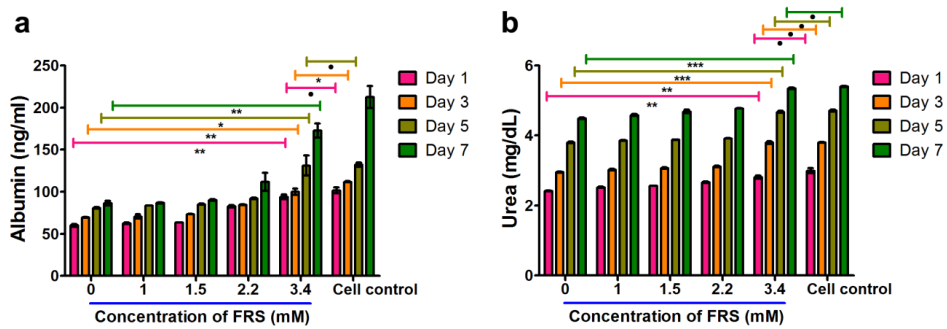 a
Albumin (ng/ml)
250
200
150
100
50
0
**
**
*
**
•
*
•
Day 1
Day 3
Day 5
Day 7
0 1 1.5 2.2 3.4 Cell control
Concentration of FRS (mM)
b
Urea (mg/dL)
6
4
2
0
***
***
**
**
•
•
•
•
Day 1
Day 3
Day 5
Day 7
0 1 1.5 2.2 3.4 Cell control
Concentration of FRS (mM)